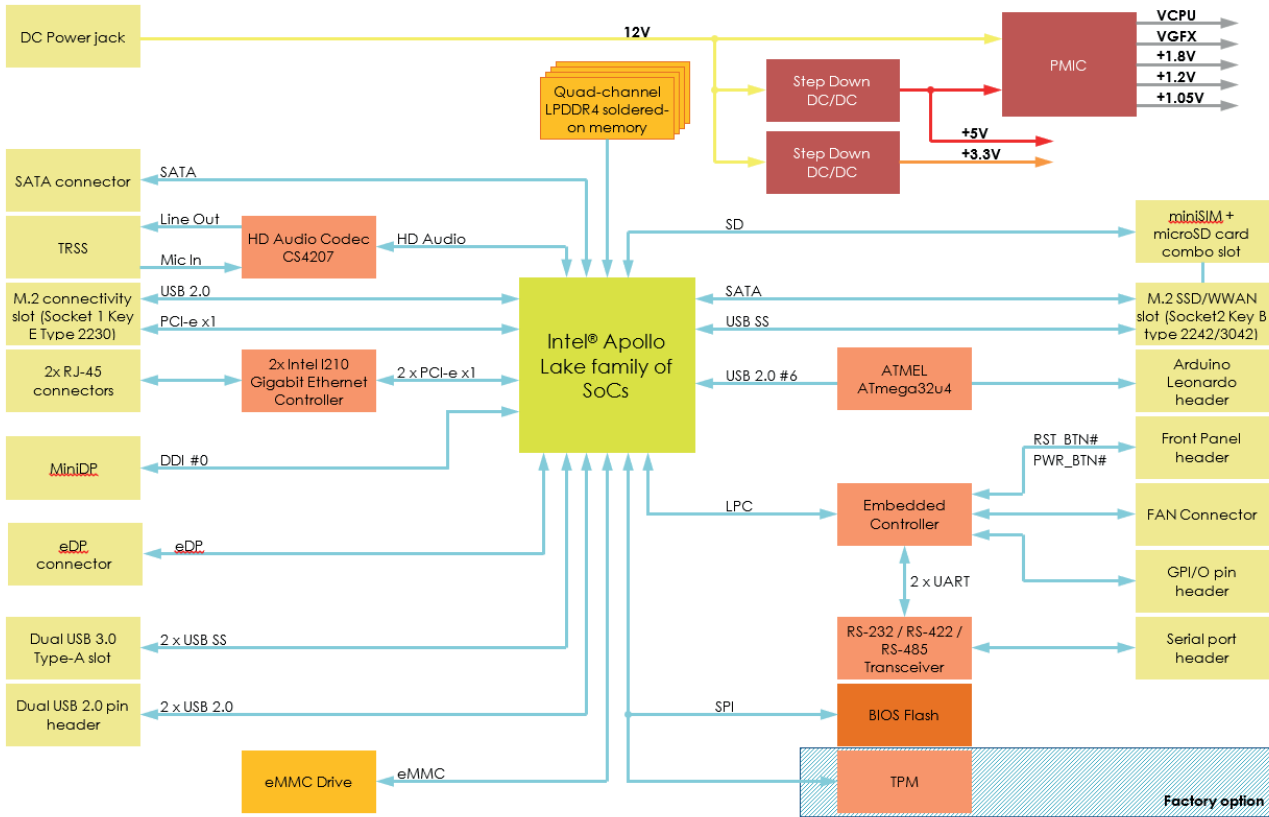 DC Power jack
12V
PMIC
VCPU
VGFX
+1.8V
+1.2V
+1.05V
Step Down
DC/DC
+5V
Step Down
DC/DC
+3.3V
Quad-channel
LPDDR4 soldered-
on memory
SATA connector
SATA
TRSS
Line Out
Mic In
HD Audio Codec
CS4207
HD Audio
M.2 connectivity
slot (Socket 1 Key
E Type 2230)
USB 2.0
PCI-e x1
2x RJ-45
connectors
2x Intel I210
Gigabit Ethernet
Controller
2 x PCI-e x1
MiniDP
DDI #0
eDP
connector
eDP
Dual USB 3.0
Type-A slot
2 x USB SS
Dual USB 2.0 pin
header
2 x USB 2.0
eMMC Drive
eMMC
Intel® Apollo
Lake family of
SoCs
SD
miniSIM +
microSD card
combo slot
SATA
USB SS
M.2 SSD/WWAN
slot (Socket2 Key B
type 2242/3042)
USB 2.0 #6
ATMEL
ATmega32u4
Arduino
Leonardo
header
RST_BTN#
PWR_BTN#
Front Panel
header
LPC
Embedded
Controller
FAN Connector
GPI/O pin
header
2 x UART
RS-232 / RS-422 /
RS-485
Transceiver
Serial port
header
SPI
BIOS Flash
TPM
Factory option